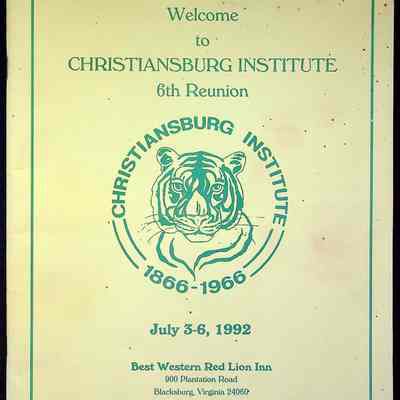 Welcome
to
CHRISTIANSBURG INSTITUTE
6th Reunion
CHRISTIANSBURG INSTITUTE
1866-1966
July 3-6, 1992
Best Western Red Lion Inn
900 Plantation Road
Blacksburg, Virginia 24060